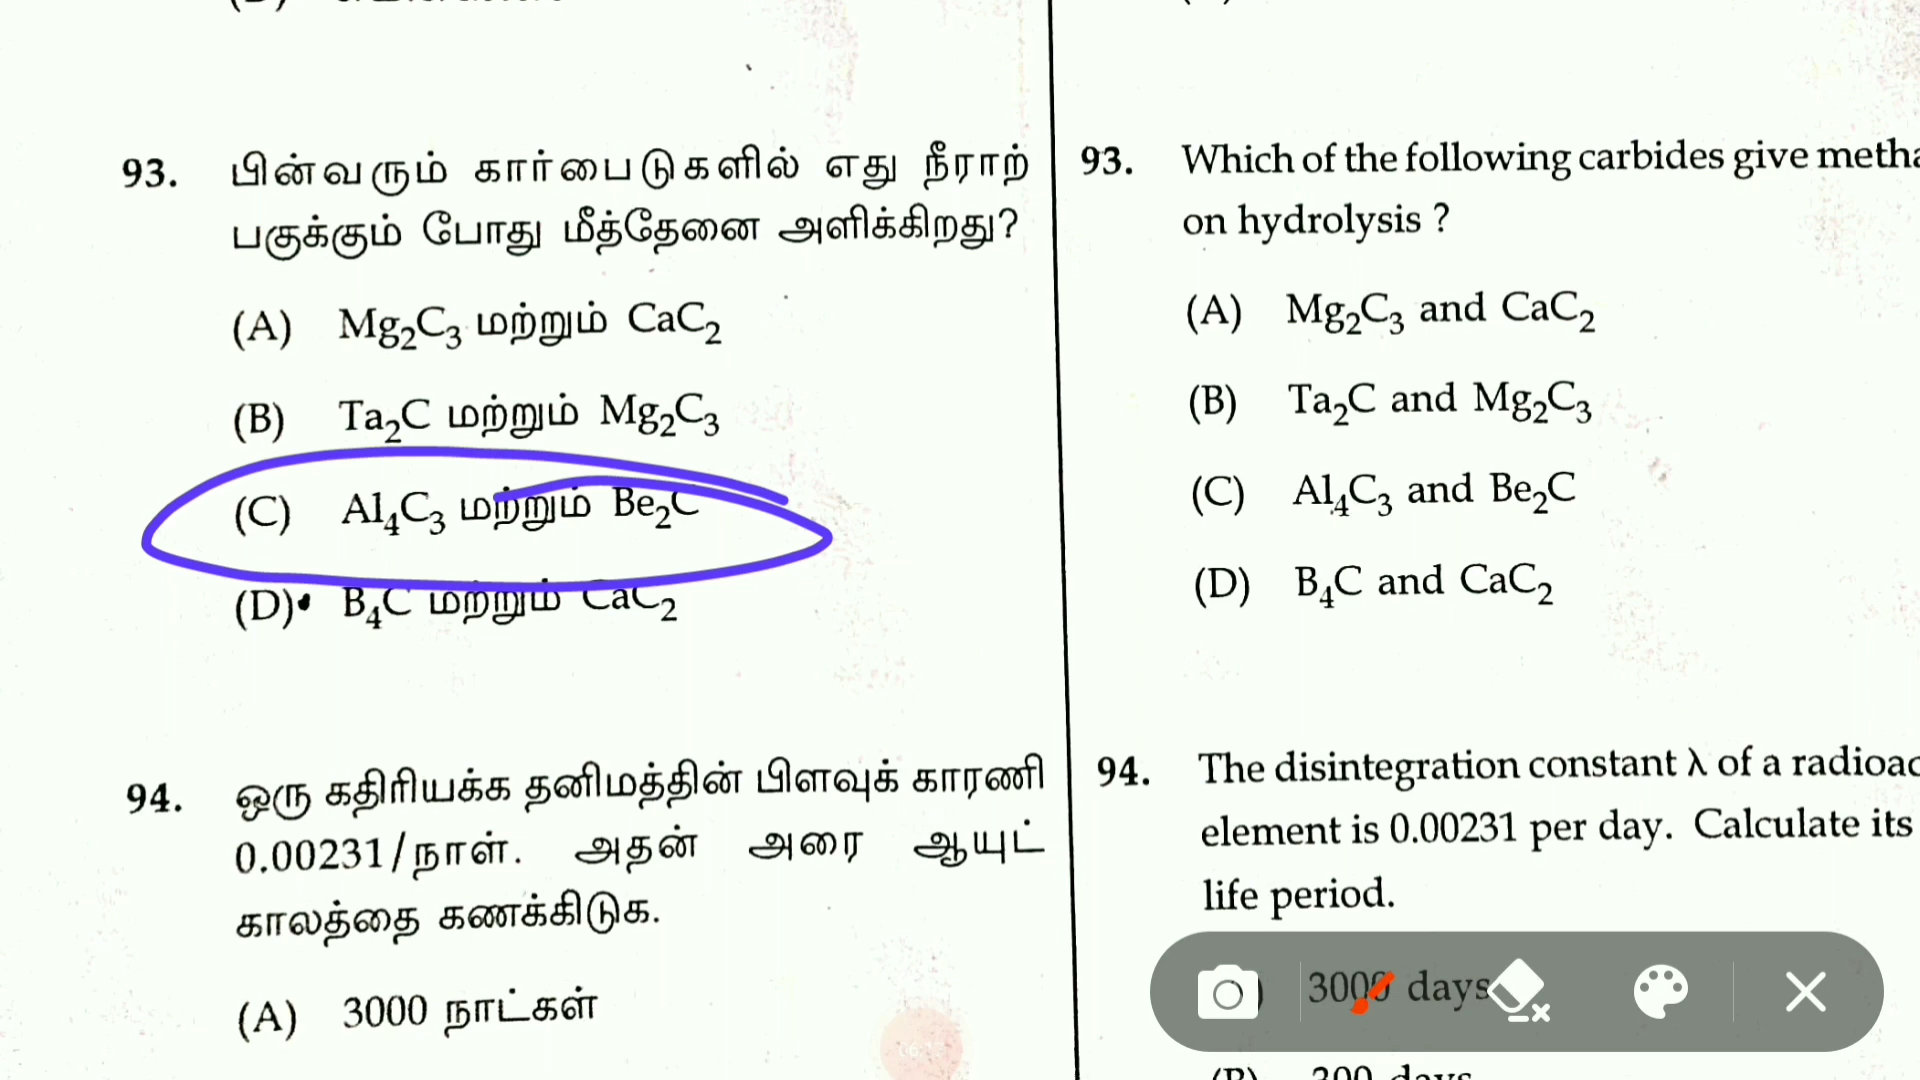 93. பின்வரும் கார்பைடுகளில் எது நீராற்
பகுக்கும் போது மீத்தேனை அளிக்கிறது?
(A) Mg₂C₃ மற்றும் CaC₂
(B) Ta₂C மற்றும் Mg₂C₃
(C) Al₄C₃ மற்றும் Be₂C
(D) B₄C மற்றும் CaC₂
94. ஒரு கதிரியக்க தனிமத்தின் பிளவுக் காரணி
0.00231/நாள். அதன் அரை ஆயுட்
காலத்தை கணக்கிடுக.
(A) 3000 நாட்கள்
93. Which of the following carbides give metha
on hydrolysis ?
(A) Mg₂C₃ and CaC₂
(B) Ta₂C and Mg₂C₃
(C) Al₄C₃ and Be₂C
(D) B₄C and CaC₂
94. The disintegration constant λ of a radioac
element is 0.00231 per day. Calculate its
life period.
3000 days
(B) 300 days